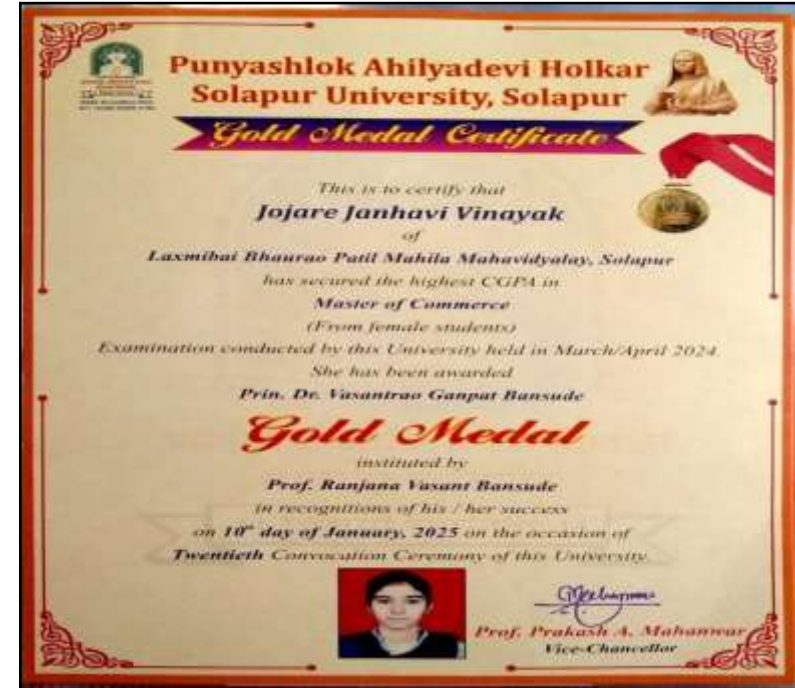 Punyashlok Ahilyadevi Holkar
Solapur University, Solapur
Gold Medal Certificate
This is to certify that
Jojare Janhavi Vinayak
of
Laxmibai Bhaurao Patil Mahila Mahavidyalay, Solapur
has secured the highest CGPA in
Master of Commerce
(From female students)
Examination conducted by this University held in March/April 2024.
She has been awarded
Prin. Dr. Vasantrao Ganpat Bansude
Gold Medal
instituted by
Prof. Ranjana Vasant Bansude
in recognitions of his / her success
on 10th day of January, 2025 on the occasion of
Twentieth Convocation Ceremony of this University.
Prof. Prakash A. Mahanwar
Vice-Chancellor